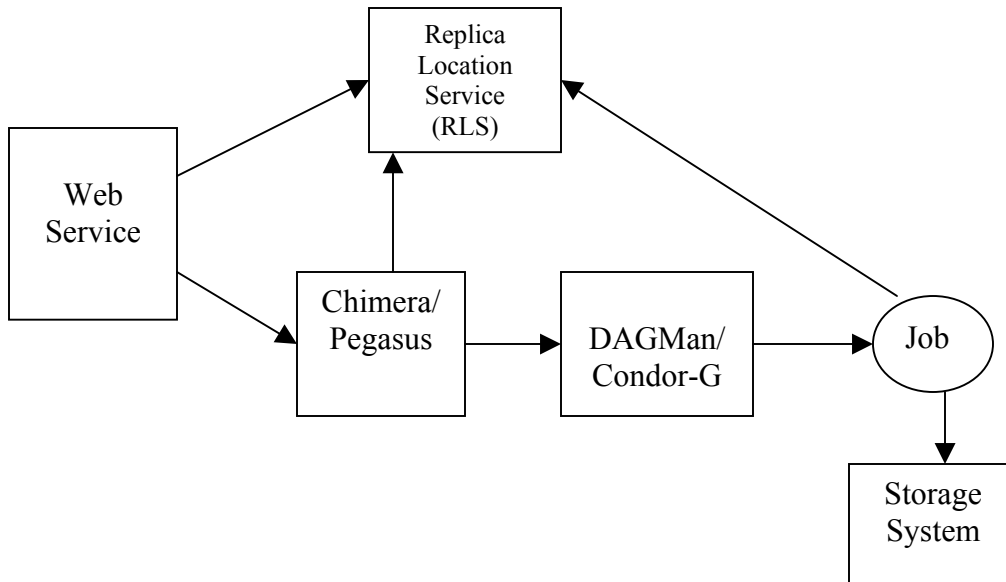 Replica
Location
Service
(RLS)
Web
Service
Chimera/
Pegasus
DAGMan/
Condor-G
Job
Storage
System